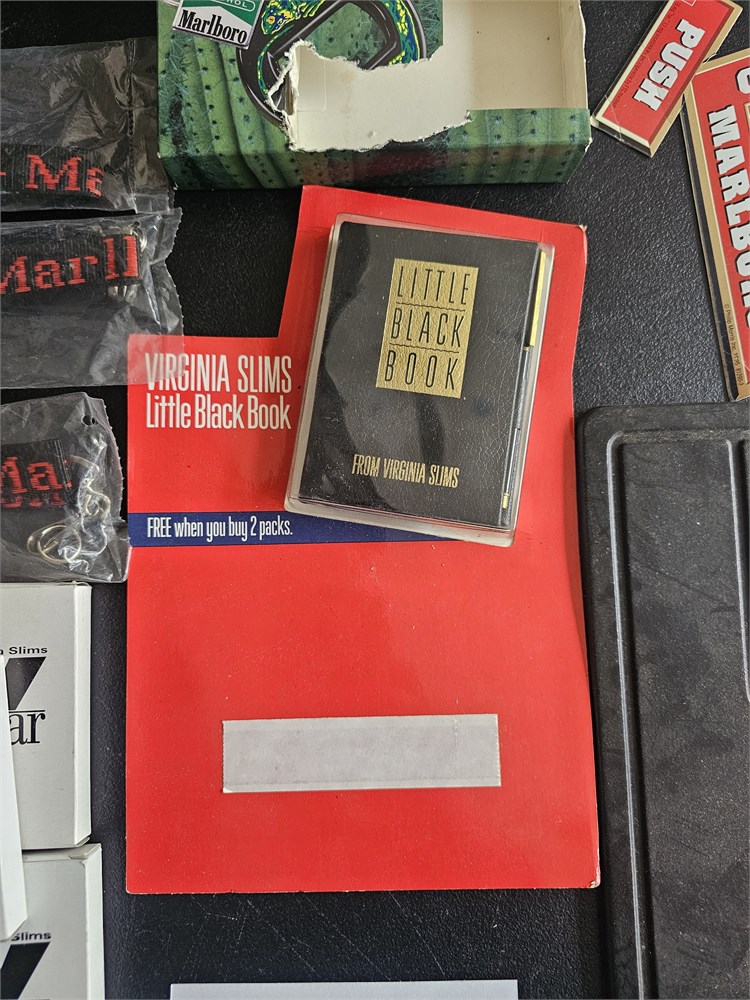 Marlboro
PUSH
MARLBORO
Ma
Marl
Ma
LITTLE
BLACK
BOOK
FROM VIRGINIA SLIMS
VIRGINIA SLIMS
Little Black Book
FREE when you buy 2 packs.
Slims
ar
Slims